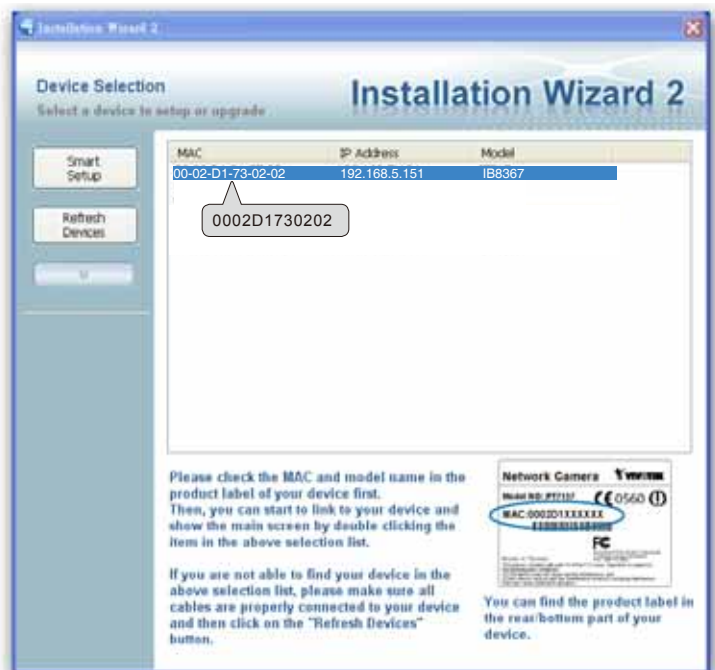 Installation Wizard 2
Device Selection
Select a device to setup or upgrade
Installation Wizard 2
Smart
Setup
Refresh
Devices
MAC IP Address Model
00-02-D1-73-02-02 192.168.5.151 IB8367
0002D1730202
Please check the MAC and model name in the
product label of your device first.
Then, you can start to link to your device and
show the main screen by double clicking the
item in the above selection list.
If you are not able to find your device in the
above selection list, please make sure all
cables are properly connected to your device
and then click on the "Refresh Devices"
button.
Network Camera VIVOTEK
Model NO: PT7137 CE0560
MAC:0002D1XXXXXX
FC
You can find the product label in
the rear/bottom part of your
device.